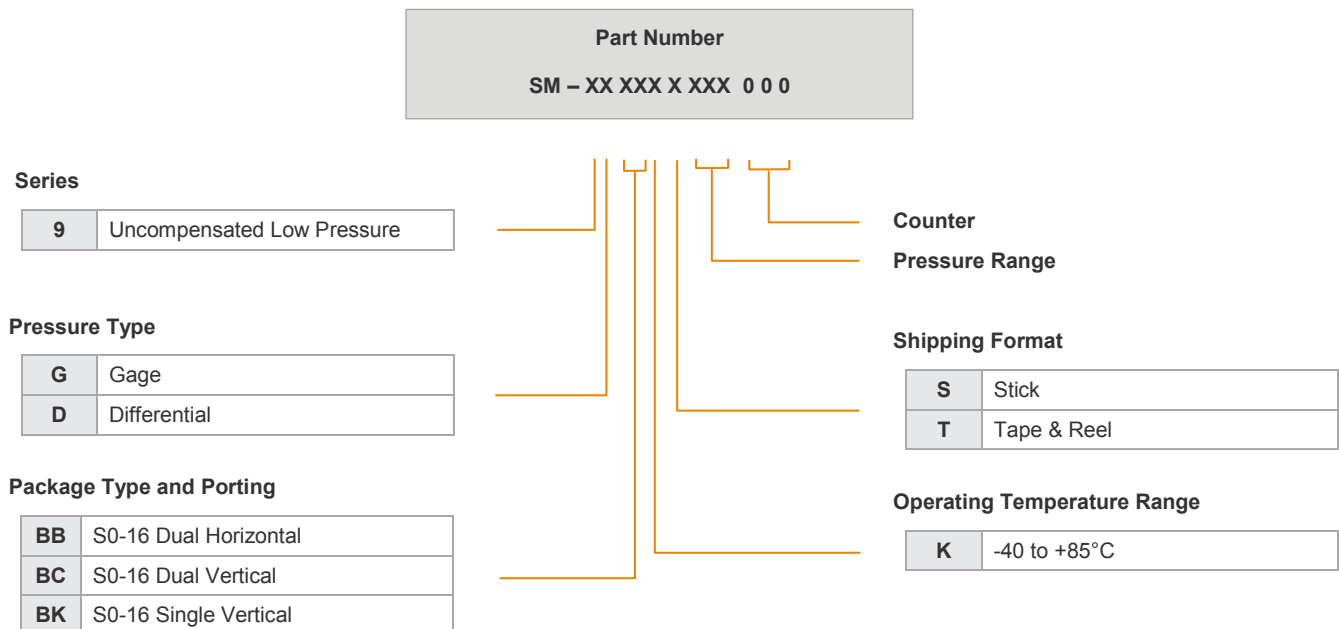 Part Number
SM – XX XXX X XXX 0 0 0
Series
9 Uncompensated Low Pressure
Pressure Type
G Gage
D Differential
Package Type and Porting
BB S0-16 Dual Horizontal
BC S0-16 Dual Vertical
BK S0-16 Single Vertical
Counter
Pressure Range
Shipping Format
S Stick
T Tape & Reel
Operating Temperature Range
K -40 to +85°C